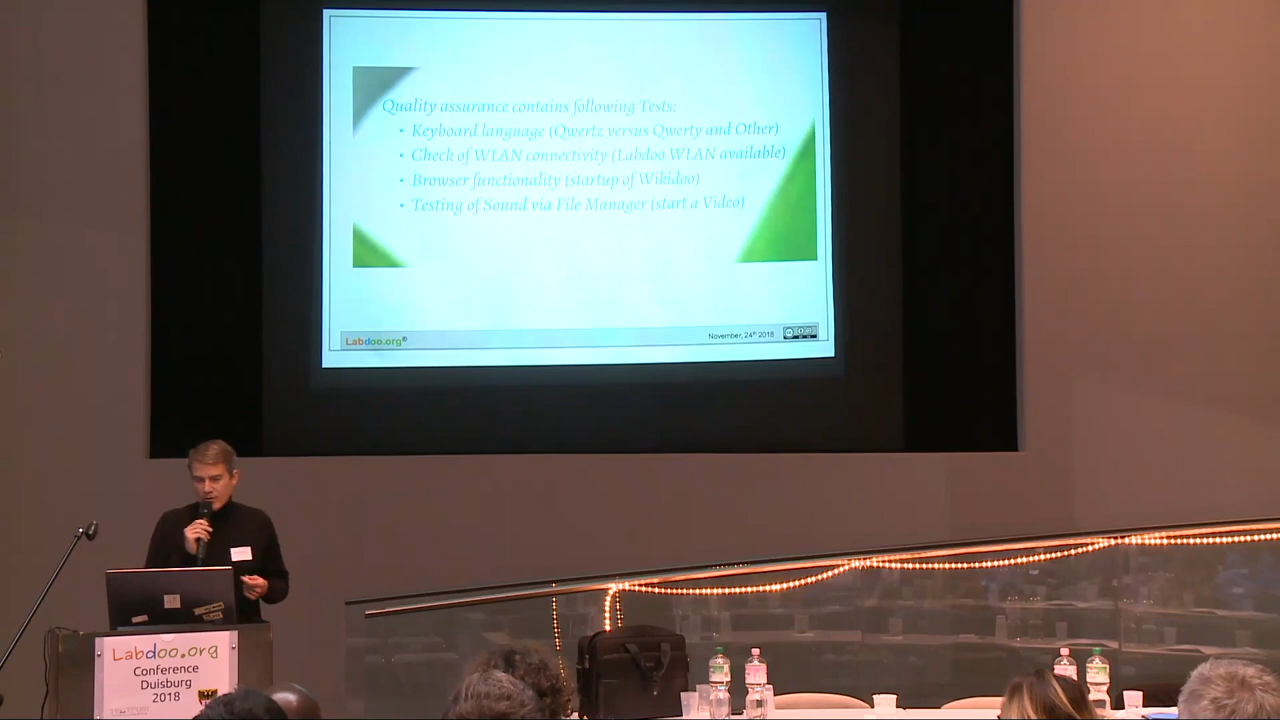 Quality assurance contains following Tests:
• Keyboard language (Qwertz versus Qwerty and Other)
• Check of WLAN connectivity (Labdoo WLAN available)
• Browser functionality (startup of Wikidoo)
• Testing of Sound via File Manager (start a Video)
Labdoo.org®
November, 24th 2018
Labdoo.org
Conference
Duisburg
2018